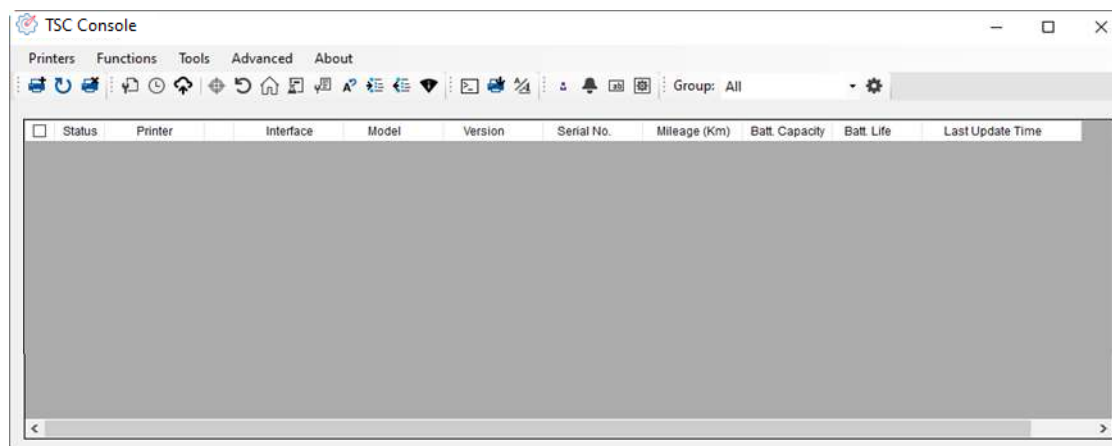 TSC Console
Printers Functions Tools Advanced About
Group: All
Status Printer Interface Model Version Serial No. Mileage (Km) Batt. Capacity Batt. Life Last Update Time